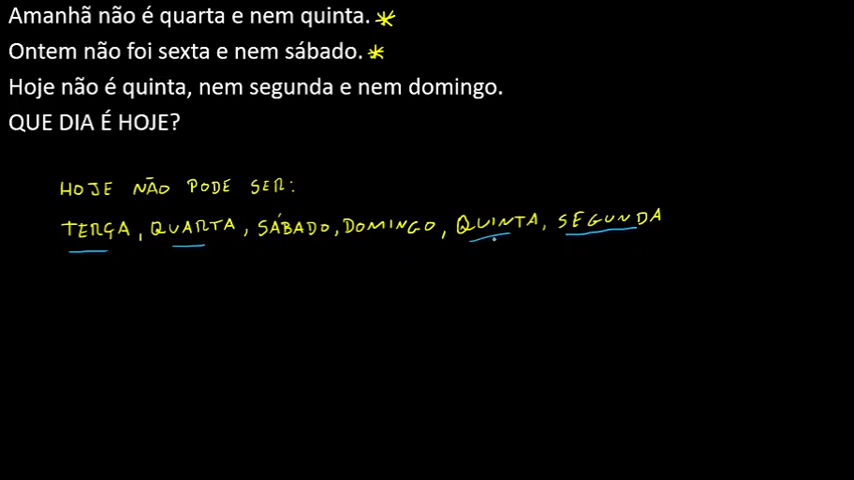 Amanhã não é quarta e nem quinta. *
Ontem não foi sexta e nem sábado. *
Hoje não é quinta, nem segunda e nem domingo.
QUE DIA É HOJE?
HOJE NÃO PODE SER:
TERÇA, QUARTA, SÁBADO, DOMINGO, QUINTA, SEGUNDA